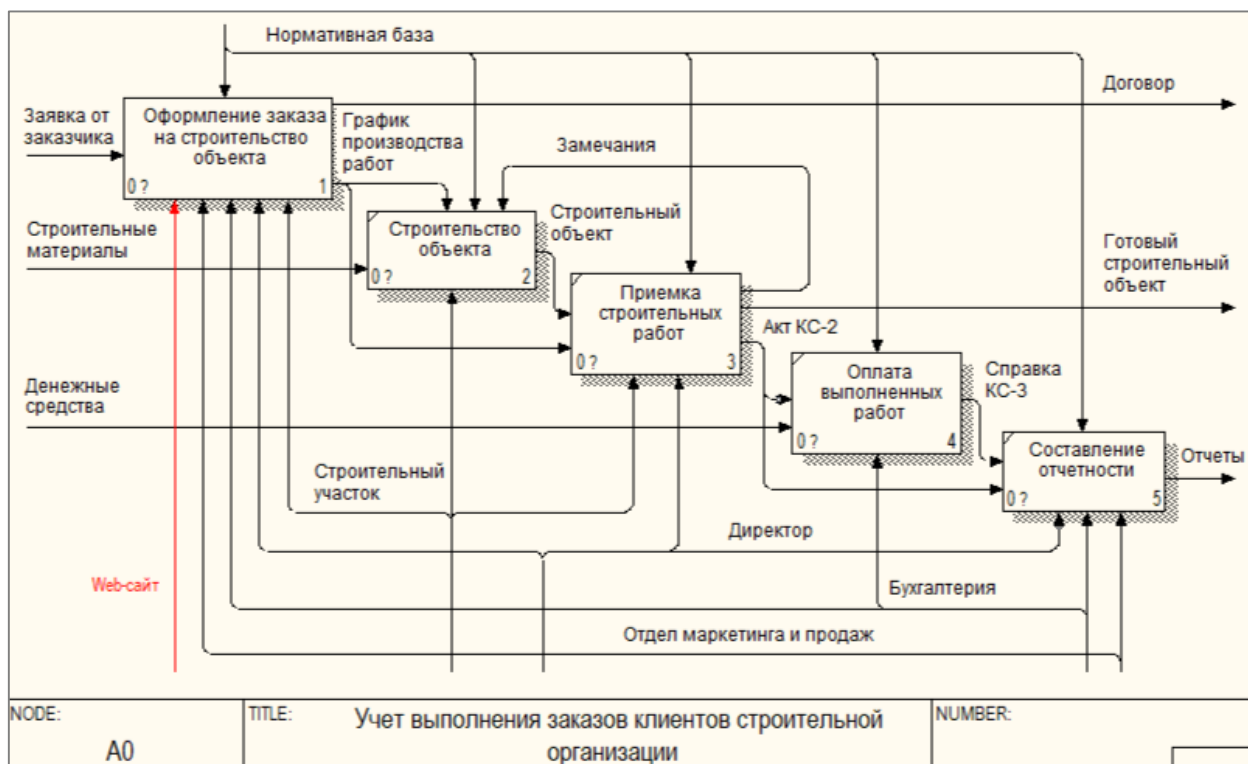 Нормативная база
Договор
Заявка от
заказчика
Оформление заказа
на строительство
объекта
0 ?
1
График
производства
работ
Замечания
Строительные
материалы
Строительство
объекта
0 ?
2
Строительный
объект
Готовый
строительный
объект
Приемка
строительных
работ
0 ?
3
Акт КС-2
Денежные
средства
Оплата
выполненных
работ
0 ?
4
Справка
КС-3
Составление
отчетности
0 ?
5
Отчеты
Строительный
участок
Директор
Web-сайт
Бухгалтерия
Отдел маркетинга и продаж
NODE:
A0
TITLE:
Учет выполнения заказов клиентов строительной
организации
NUMBER: